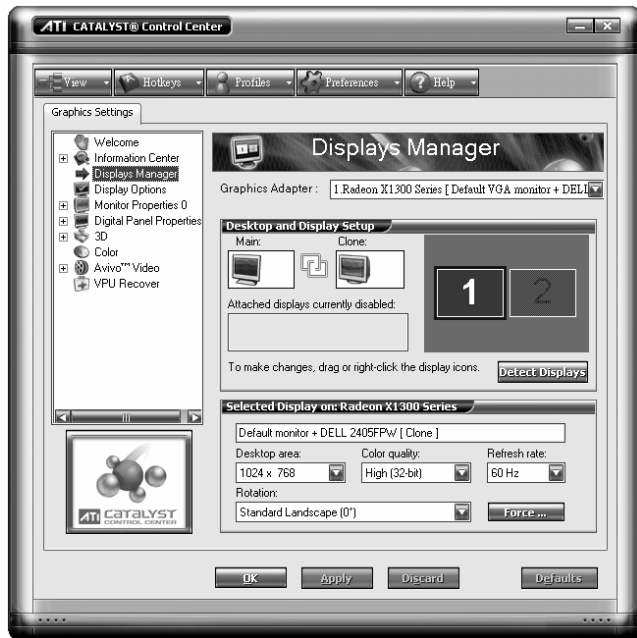 ATI CATALYST® Control Center
View Hotkeys Profiles Preferences Help
Graphics Settings
Welcome
Information Center
Displays Manager
Display Options
Monitor Properties 0
Digital Panel Properties
3D
Color
Avivo™ Video
VPU Recover
ATI CATALYST
CONTROL CENTER
Displays Manager
Graphics Adapter : 1.Radeon X1300 Series [ Default VGA monitor + DELL
Desktop and Display Setup
Main: Clone:
1 2
Attached displays currently disabled:
To make changes, drag or right-click the display icons. Detect Displays
Selected Display on: Radeon X1300 Series
Default monitor + DELL 2405FPW [ Clone ]
Desktop area: Color quality: Refresh rate:
1024 x 768 High (32-bit) 60 Hz
Rotation:
Standard Landscape (0°) Force ...
OK Apply Discard Defaults